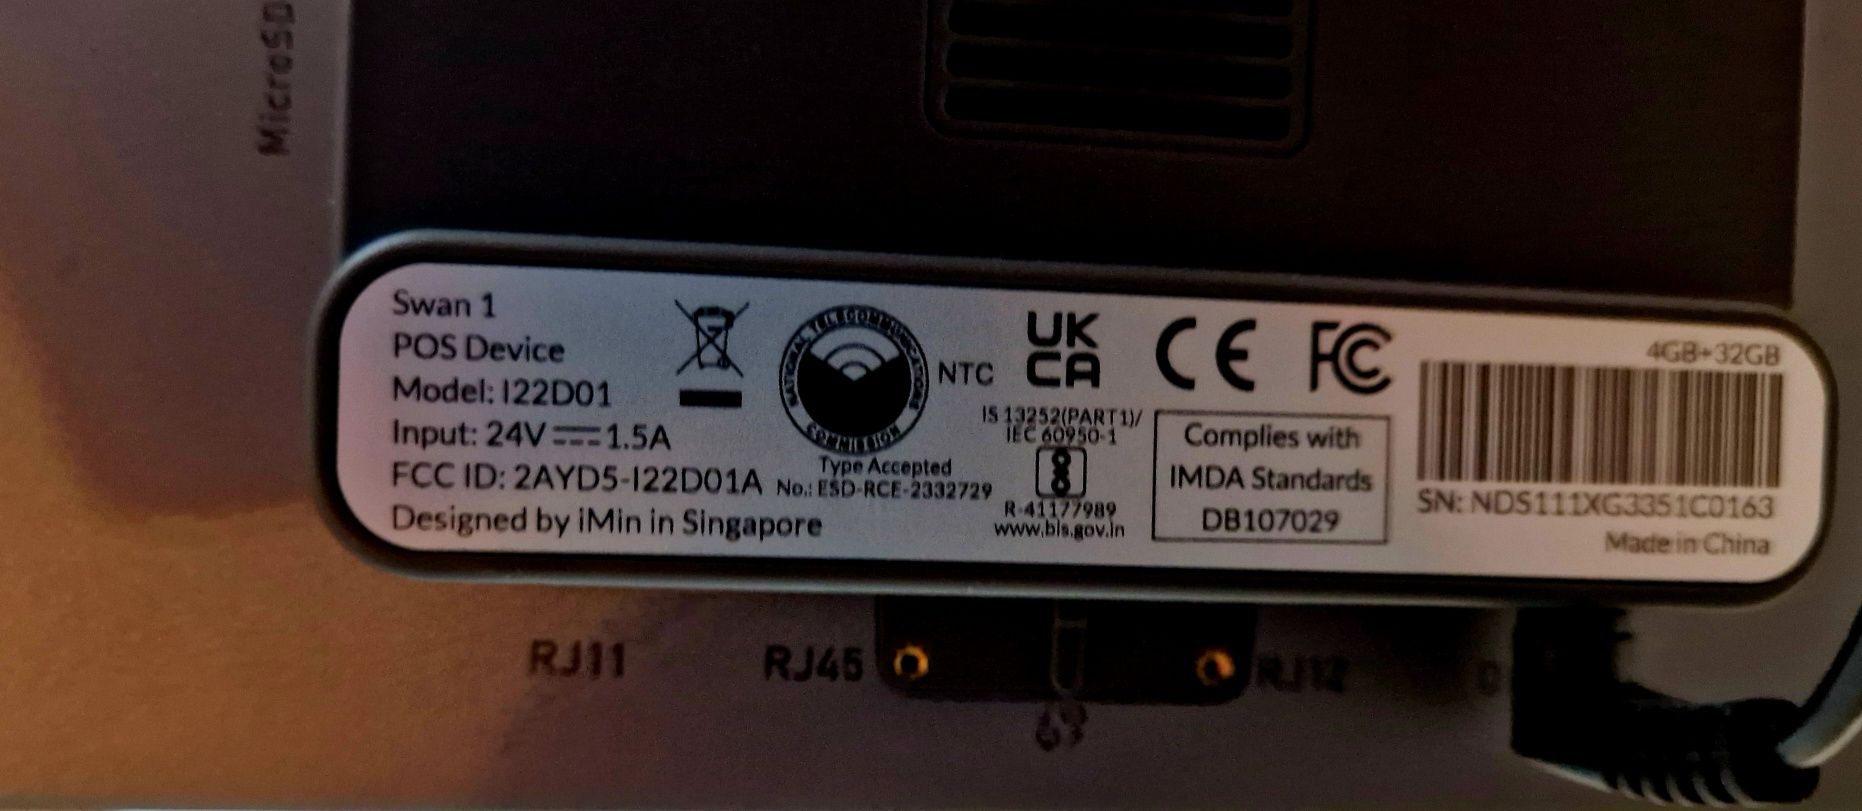 MicroSD
Swan 1
POS Device
Model: I22D01
Input: 24V⎓1.5A
FCC ID: 2AYD5-I22D01A
Designed by iMin in Singapore
NATIONAL TELECOMMUNICATIONS COMMISSION
NTC
Type Accepted
No.: ESD-RCE-2332729
UK
CA
CE
FC
IS 13252(PART1)/
IEC 60950-1
R-41177989
www.bis.gov.in
Complies with
IMDA Standards
DB107029
4GB+32GB
SN: NDS111XG3351C0163
Made in China
RJ11
RJ45
RJ12